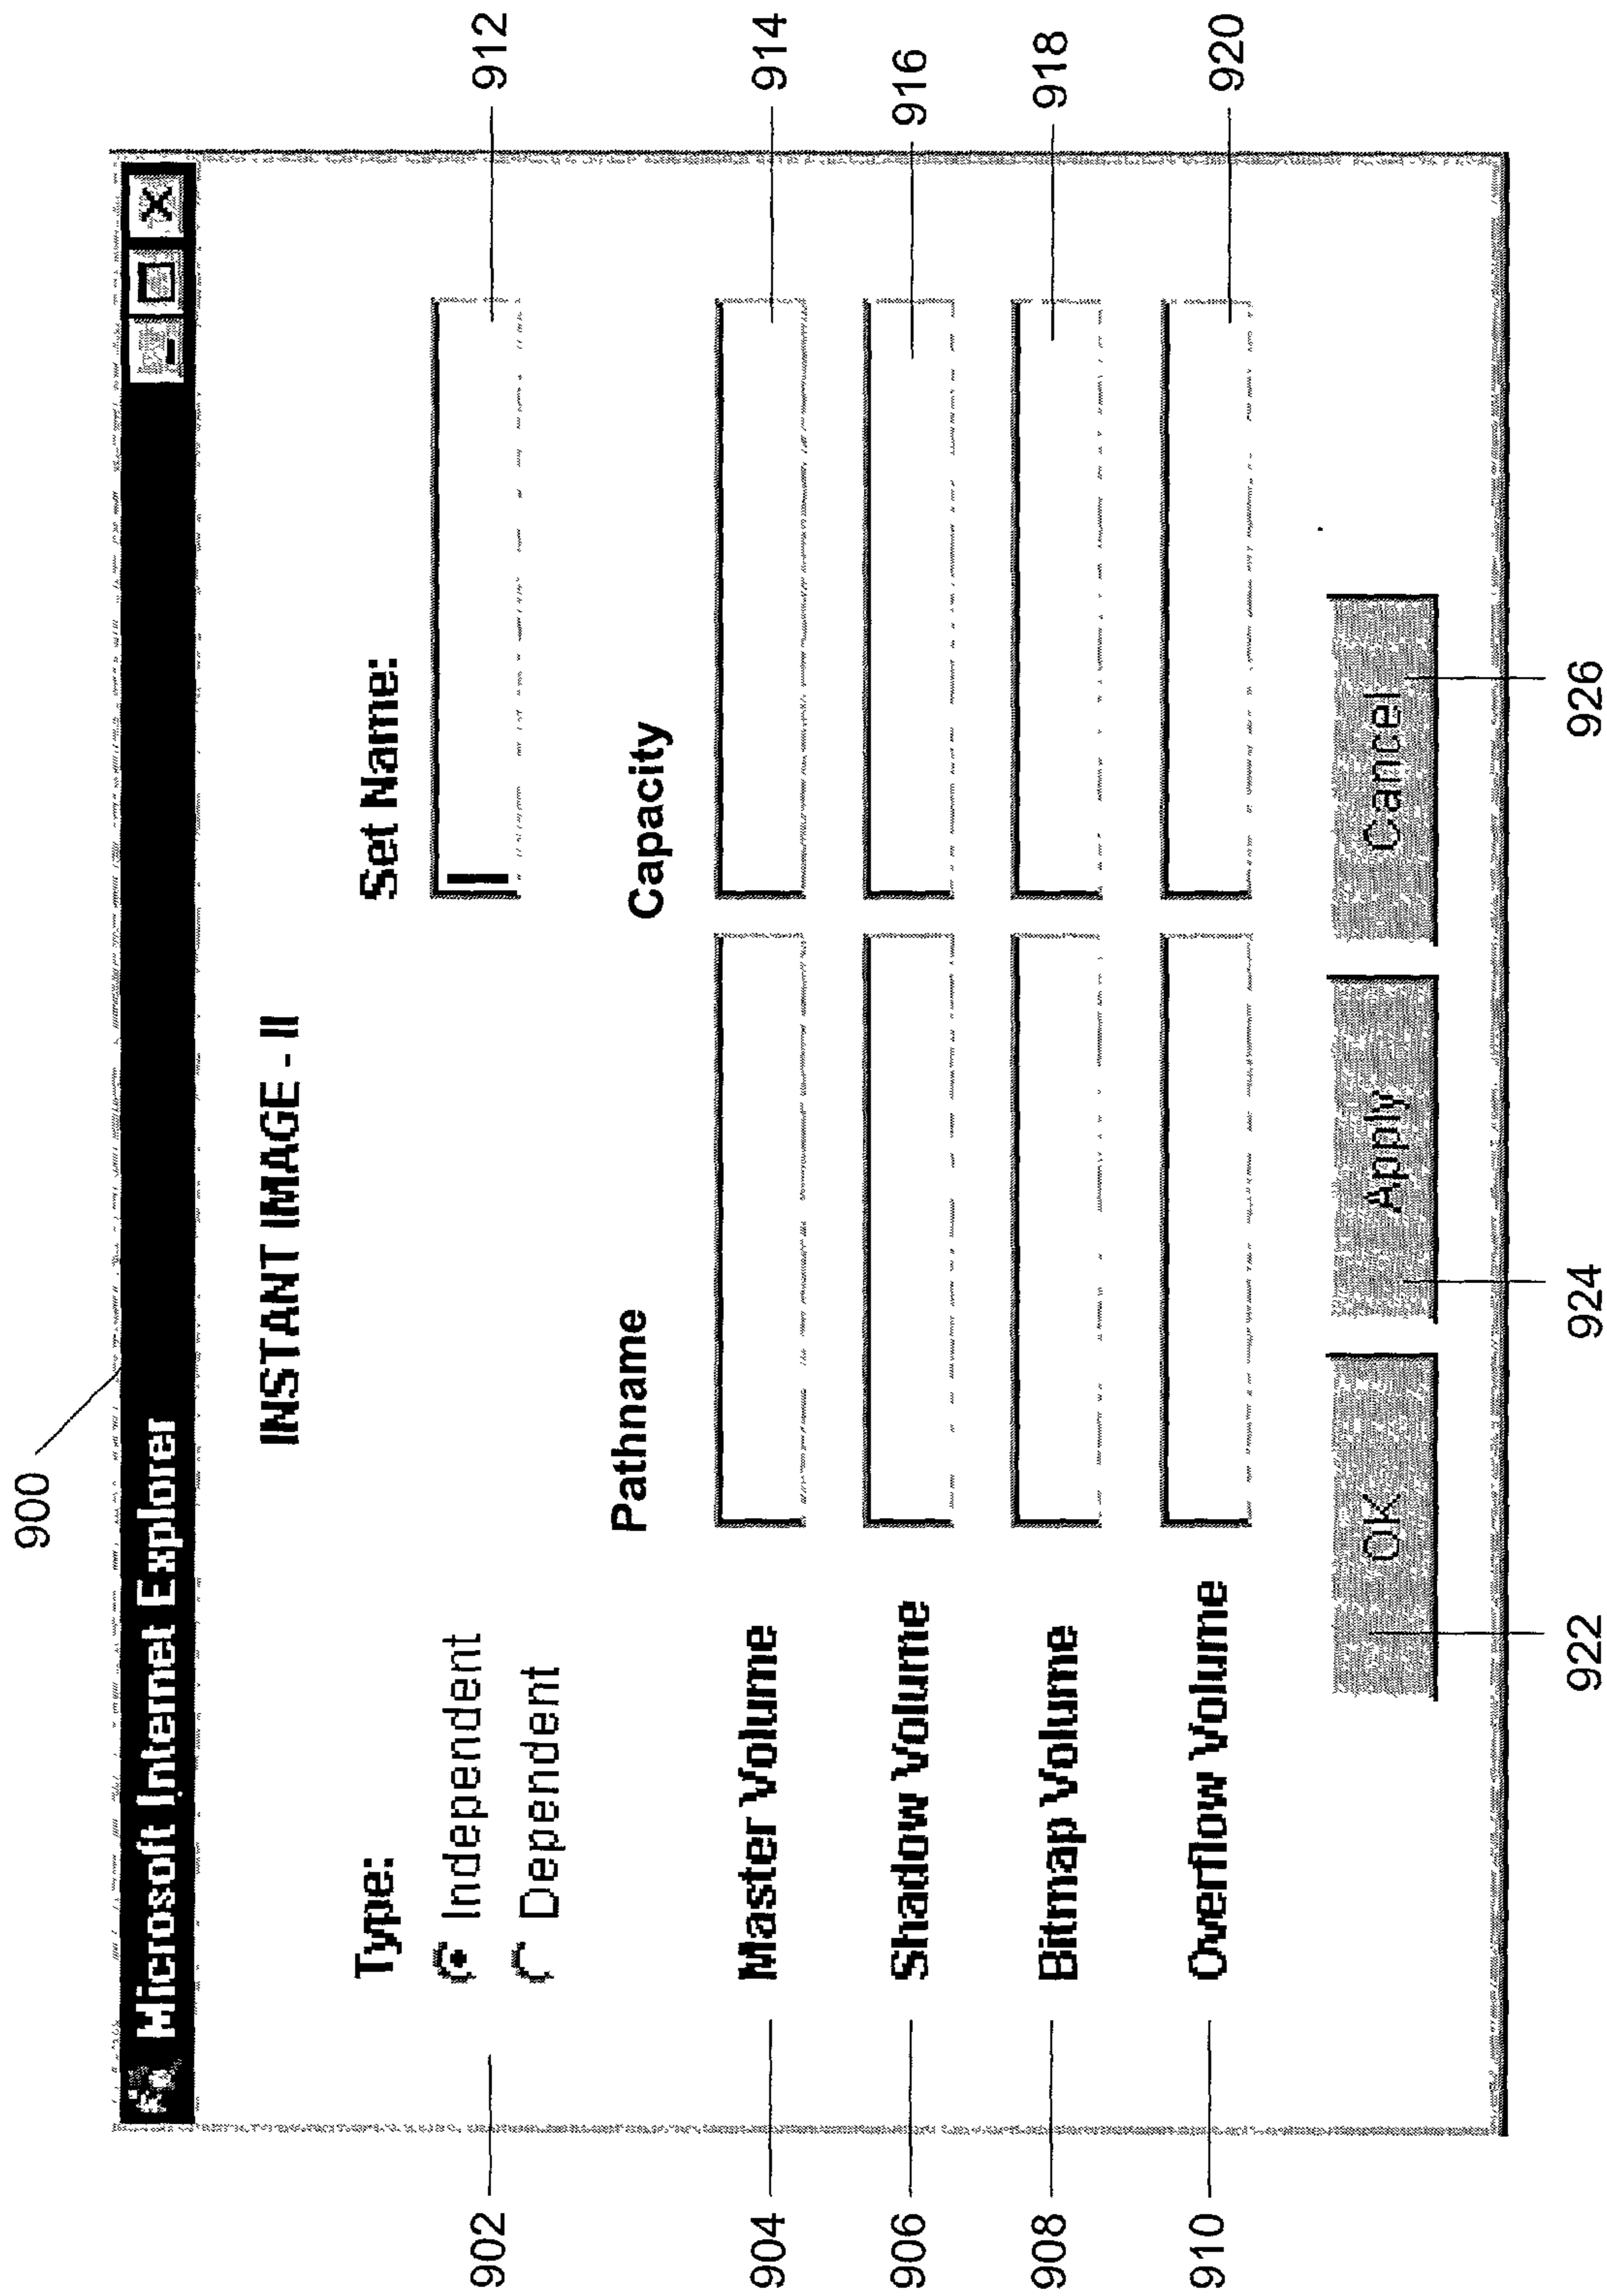 900
Microsoft Internet Explorer
INSTANT IMAGE - II
Type:
Set Name:
902
Independent
912
Dependent
Pathname
Capacity
904
Master Volume
914
906
Shadow Volume
916
908
Bitmap Volume
918
910
Overflow Volume
920
OK
Apply
Cancel
922
924
926